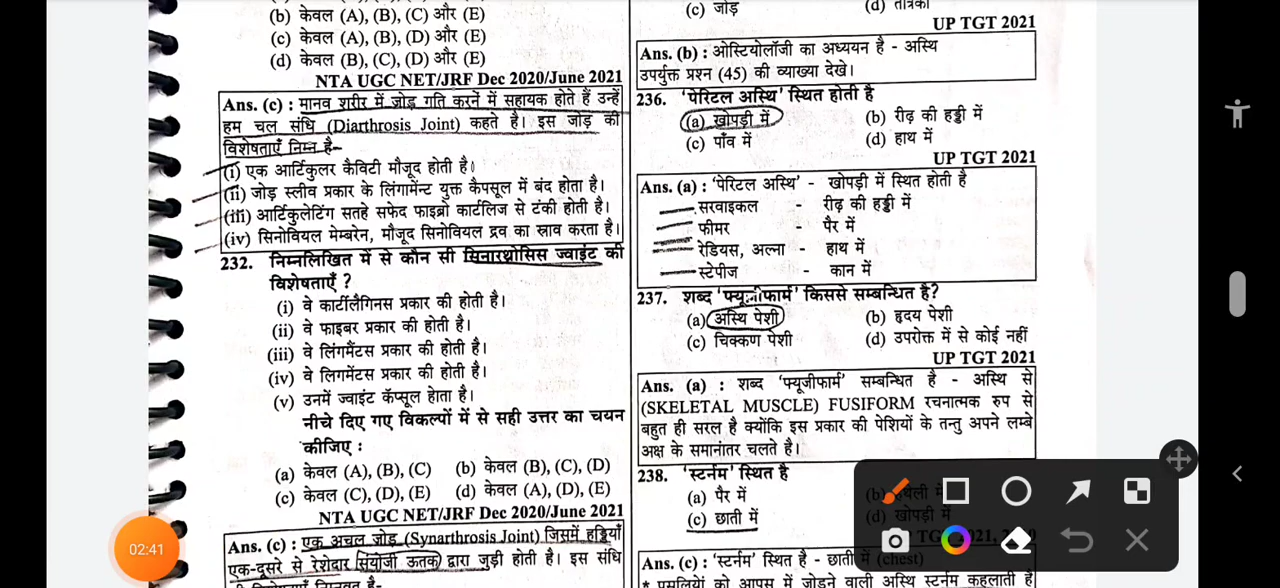 (b) केवल (A), (B), (C) और (E)
(c) केवल (A), (B), (D) और (E)
(d) केवल (B), (C), (D) और (E)
NTA UGC NET/JRF Dec 2020/June 2021
Ans. (c) : मानव शरीर में जोड़ गति करने में सहायक होते हैं उन्हें
हम चल संधि (Diarthrosis Joint) कहते है। इस जोड़ की
विशेषताएँ निम्न है–
(i) एक आर्टिकुलर कैविटी मौजूद होती है।
(ii) जोड़ स्लीव प्रकार के लिंगामेंन्ट युक्त कैपसूल में बंद होता है।
(iii) आर्टिकुलेटिंग सतहे सफेद फाइब्रो कार्टलिज से टंकी होती है।
(iv) सिनोवियल मेम्बरेन, मौजूद सिनोवियल द्रव का स्राव करता है।
232. निम्नलिखित में से कौन सी सिनारथ्रोसिस ज्वाइंट की
विशेषताएँ ?
(i) वे कार्टीलैगिनस प्रकार की होती है।
(ii) वे फाइबर प्रकार की होती है।
(iii) वे लिंगमैंटस प्रकार की होती है।
(iv) वे लिगमेंटस प्रकार की होती है।
(v) उनमें ज्वाइंट कॅप्सूल हेाता है।
नीचे दिए गए विकल्पों में से सही उत्तर का चयन
कीजिए :
(a) केवल (A), (B), (C) (b) केवल (B), (C), (D)
(c) केवल (C), (D), (E) (d) केवल (A), (D), (E)
NTA UGC NET/JRF Dec 2020/June 2021
Ans. (c) : एक अचल जोड़ (Synarthrosis Joint) जिसमें हड्डियाँ
एक-दूसरे से रेशेदार संयोजी ऊतक द्वारा जुड़ी होती है। इस संधि
(c) जोड़ (d) तंत्रिका
UP TGT 2021
Ans. (b) : ओस्टियोलॉजी का अध्ययन है - अस्थि
उपर्युक्त प्रश्न (45) की व्याख्या देखे।
236. 'पेरिटल अस्थि' स्थित होती है
(a) खोपड़ी में (b) रीढ़ की हड्डी में
(c) पाँव में (d) हाथ में
UP TGT 2021
Ans. (a) : 'पेरिटल अस्थि' - खोपड़ी में स्थित होती है
सरवाइकल - रीढ़ की हड्डी में
फीमर - पैर में
रेडियस, अल्ना - हाथ में
स्टेपीज - कान में
237. शब्द 'फ्यूजीफार्म' किससे सम्बन्धित है?
(a) अस्थि पेशी (b) हृदय पेशी
(c) चिक्कण पेशी (d) उपरोक्त में से कोई नहीं
UP TGT 2021
Ans. (a) : शब्द 'फ्यूजीफार्म' सम्बन्धित है - अस्थि से
(SKELETAL MUSCLE) FUSIFORM रचनात्मक रुप से
बहुत ही सरल है क्योंकि इस प्रकार की पेशियों के तन्तु अपने लम्बे
अक्ष के समानांतर चलते है।
238. 'स्टर्नम' स्थित है
(a) पैर में (b) हथेली में
(c) छाती में (d) खोपड़ी में
Ans. (c) : 'स्टर्नम' स्थित है - छाती में (chest)
* पसलियों को आपस में जोड़ने वाली अस्थि स्टर्नम कहलाती है
02:41